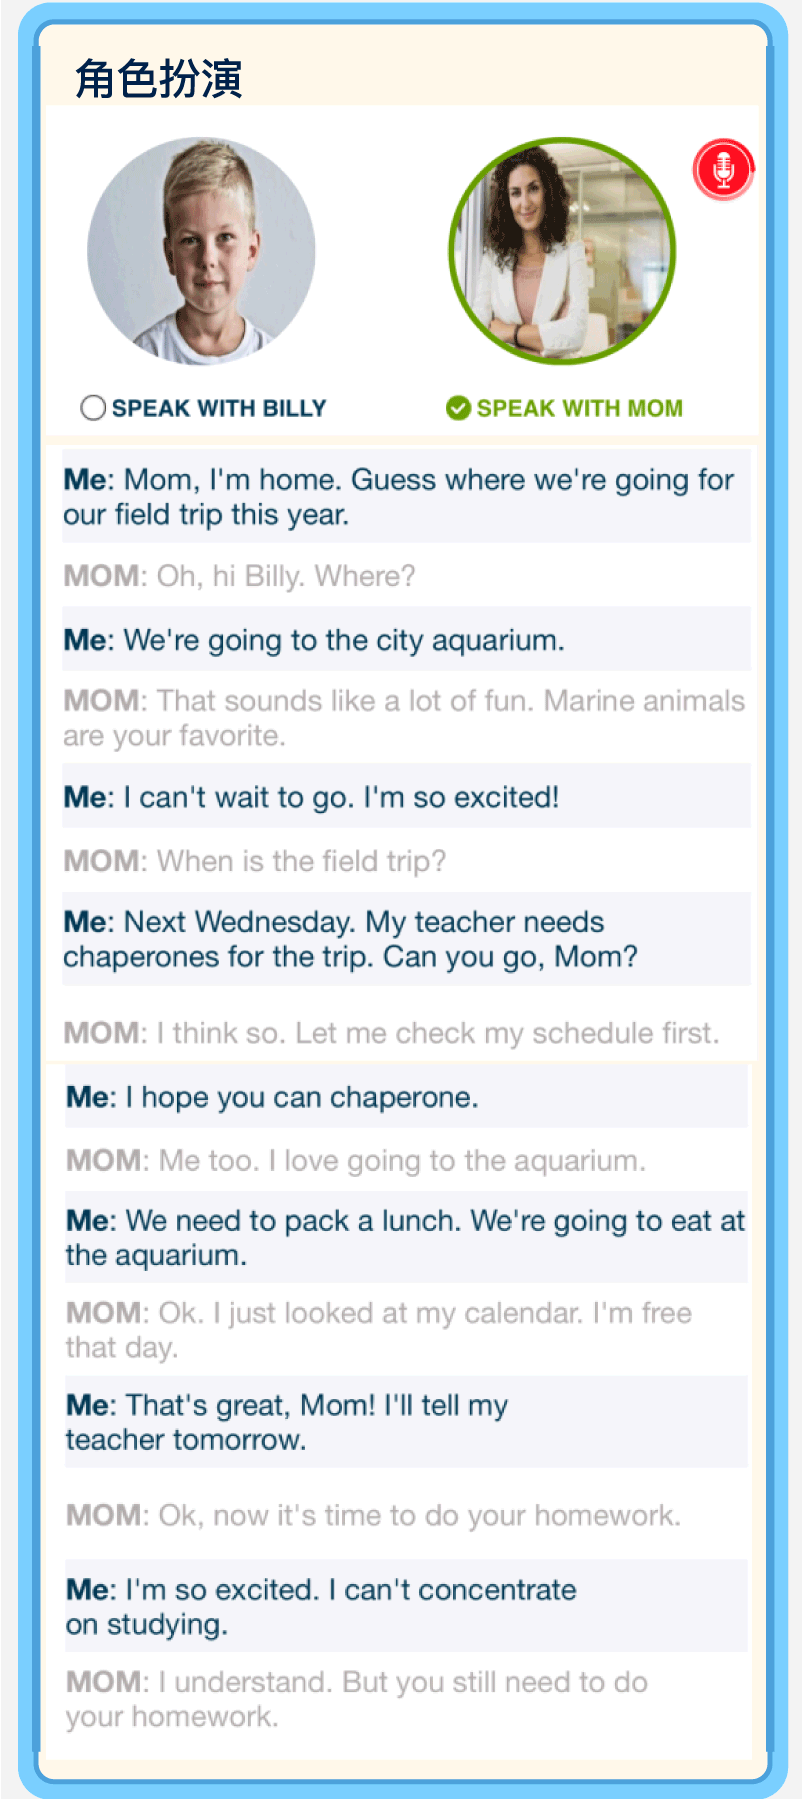 角色扮演
SPEAK WITH BILLY
SPEAK WITH MOM
Me: Mom, I'm home. Guess where we're going for
our field trip this year.
MOM: Oh, hi Billy. Where?
Me: We're going to the city aquarium.
MOM: That sounds like a lot of fun. Marine animals
are your favorite.
Me: I can't wait to go. I'm so excited!
MOM: When is the field trip?
Me: Next Wednesday. My teacher needs
chaperones for the trip. Can you go, Mom?
MOM: I think so. Let me check my schedule first.
Me: I hope you can chaperone.
MOM: Me too. I love going to the aquarium.
Me: We need to pack a lunch. We're going to eat at
the aquarium.
MOM: Ok. I just looked at my calendar. I'm free
that day.
Me: That's great, Mom! I'll tell my
teacher tomorrow.
MOM: Ok, now it's time to do your homework.
Me: I'm so excited. I can't concentrate
on studying.
MOM: I understand. But you still need to do
your homework.